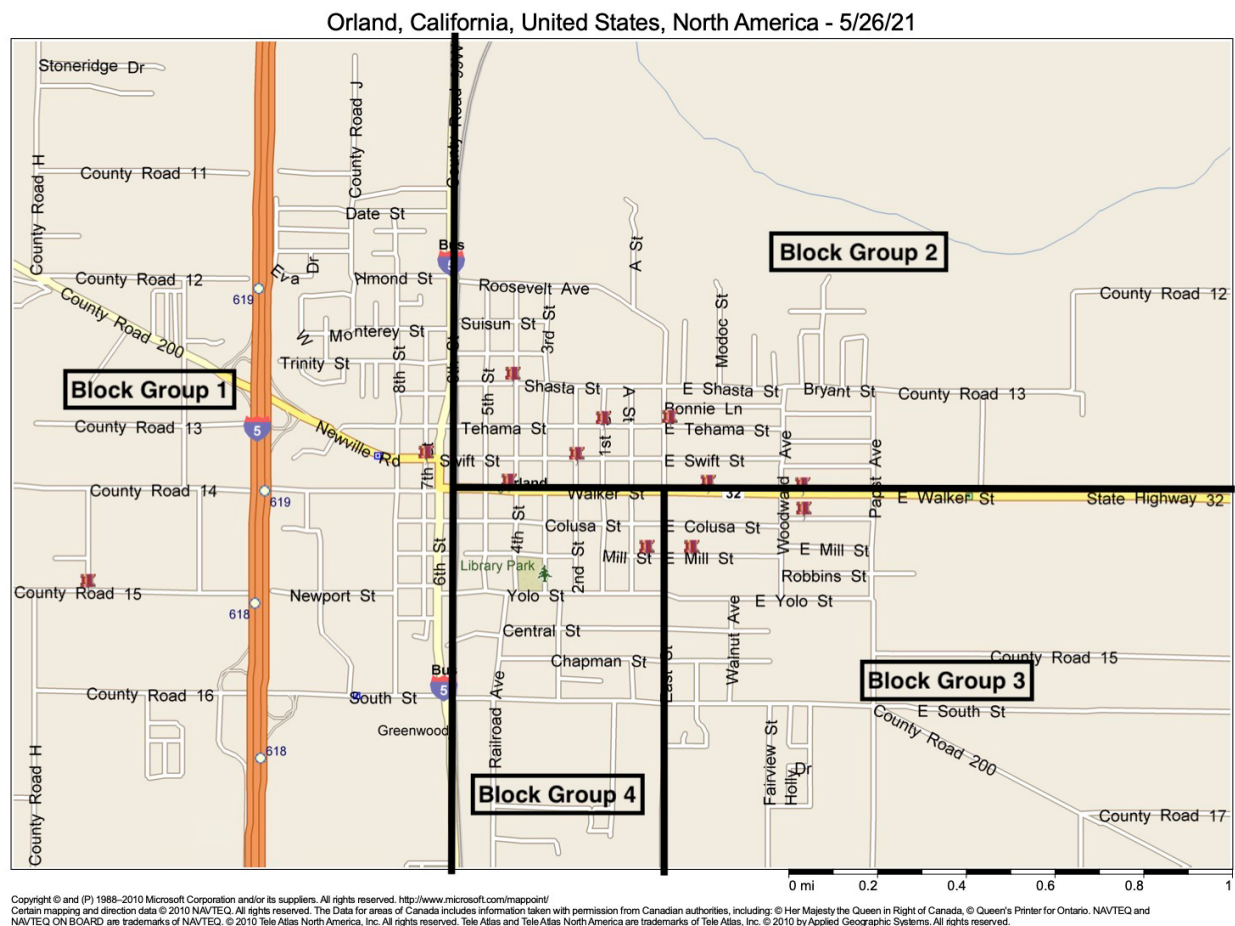 Orland, California, United States, North America - 5/26/21
Stoneridge Dr
County Road J
County Road H
County Road 11
Date St
Bus
5
A St
Block Group 2
Eva Dr
County Road 12
Almond St
619
Roosevelt Ave
County Road 12
County Road 200
Suisun St
3rd St
Modoc St
W Monterey St
Trinity St
8th St
Block Group 1
5th St
Shasta St
A St
E Shasta St
Bryant St
County Road 13
Bonnie Ln
County Road 13
5
Newville Rd
Tehama St
1st
E Tehama St
7th St
Swift St
E Swift St
Woodward Ave
Papst Ave
County Road 14
619
Walker St
32
E Walker St
State Highway 32
4th St
Colusa St
E Colusa St
6th St
Library Park
2nd St
Mill St
E Mill St
E Mill St
Robbins St
County Road 15
Newport St
618
Yolo St
E Yolo St
Central St
Walnut Ave
Chapman St
East St
County Road 15
Bus
5
Block Group 3
County Road 16
South St
Railroad Ave
E South St
Greenwood
County Road 200
618
Fairview St
Holly Dr
County Road H
Block Group 4
County Road 17
0 mi 0.2 0.4 0.6 0.8 1
Copyright © and (P) 1988–2010 Microsoft Corporation and/or its suppliers. All rights reserved. http://www.microsoft.com/mappoint/
Certain mapping and direction data © 2010 NAVTEQ. All rights reserved. The Data for areas of Canada includes information taken with permission from Canadian authorities, including: © Her Majesty the Queen in Right of Canada, © Queen's Printer for Ontario. NAVTEQ and
NAVTEQ ON BOARD are trademarks of NAVTEQ. © 2010 Tele Atlas North America, Inc. All rights reserved. Tele Atlas and Tele Atlas North America are trademarks of Tele Atlas, Inc. © 2010 by Applied Geographic Systems. All rights reserved.